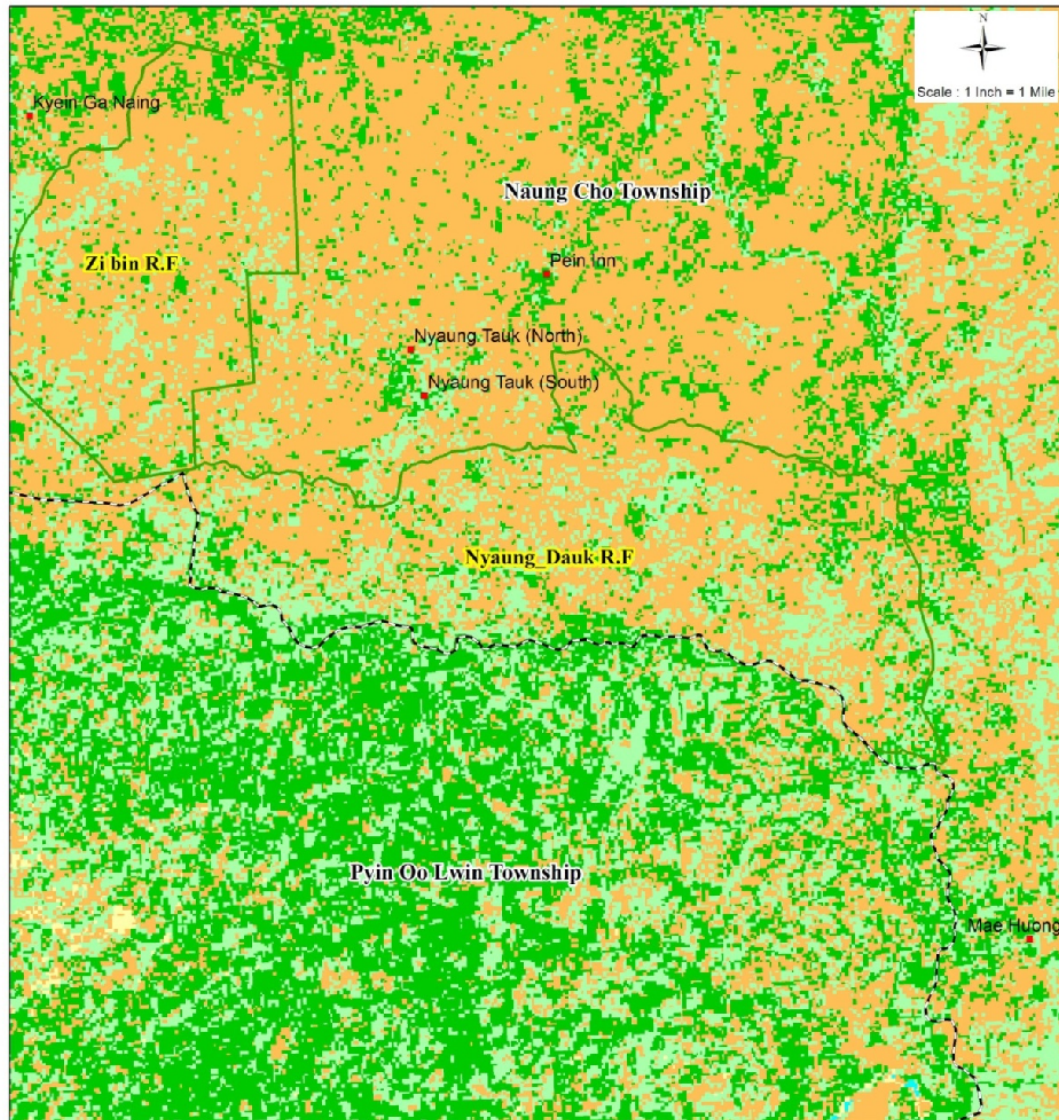 N
Scale : 1 Inch = 1 Mile
Kyein Ga Naing
Naung Cho Township
Zi bin R.F
Pein Inn
Nyaung Tauk (North)
Nyaung Tauk (South)
Nyaung_Dauk R.F
Pyin Oo Lwin Township
Mae Huong